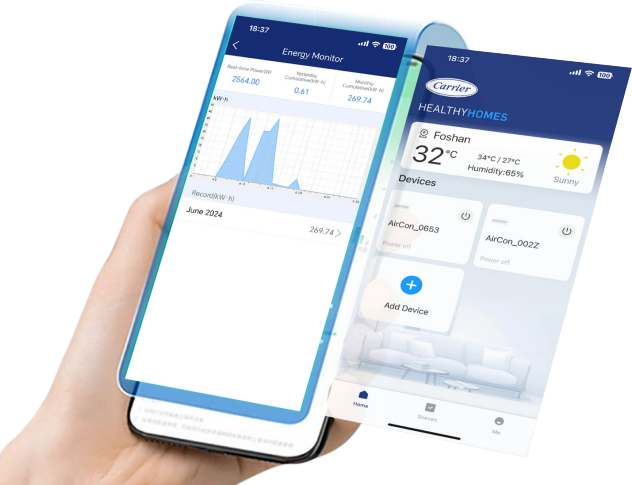 18:37
100
Energy Monitor
Real-time Power(W)
2564.00
Yesterday
Cumulative(kW·h)
0.61
Monthly
Cumulative(kW·h)
269.74
kW·h
Record(kW·h)
June 2024
269.74
18:37
100
Carrier
HEALTHYHOMES
Foshan
32°C
34°C / 27°C
Humidity:65%
Sunny
Devices
AirCon_0653
Power off
AirCon_002Z
Power off
Add Device
Home
Scenes
Me